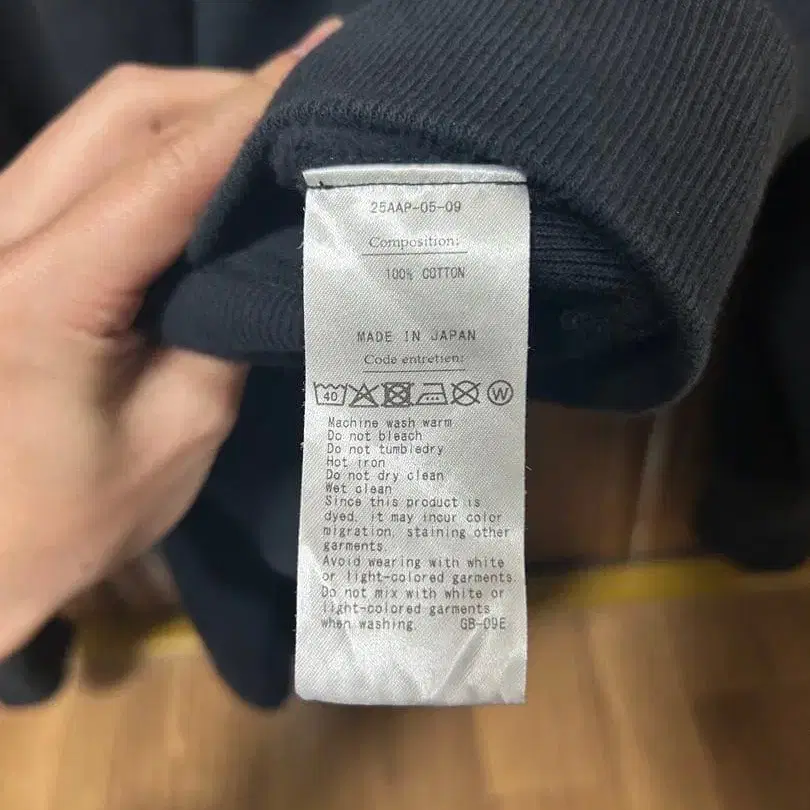 25AAP-05-09
Composition:
100% COTTON
MADE IN JAPAN
Code entretien:
40 W
Machine wash warm
Do not bleach
Do not tumbledry
Hot iron
Do not dry clean
Wet clean
Since this product is
dyed, it may incur color
migration, staining other
garments.
Avoid wearing with white
or light-colored garments.
Do not mix with white or
light-colored garments
when washing. GB-09E